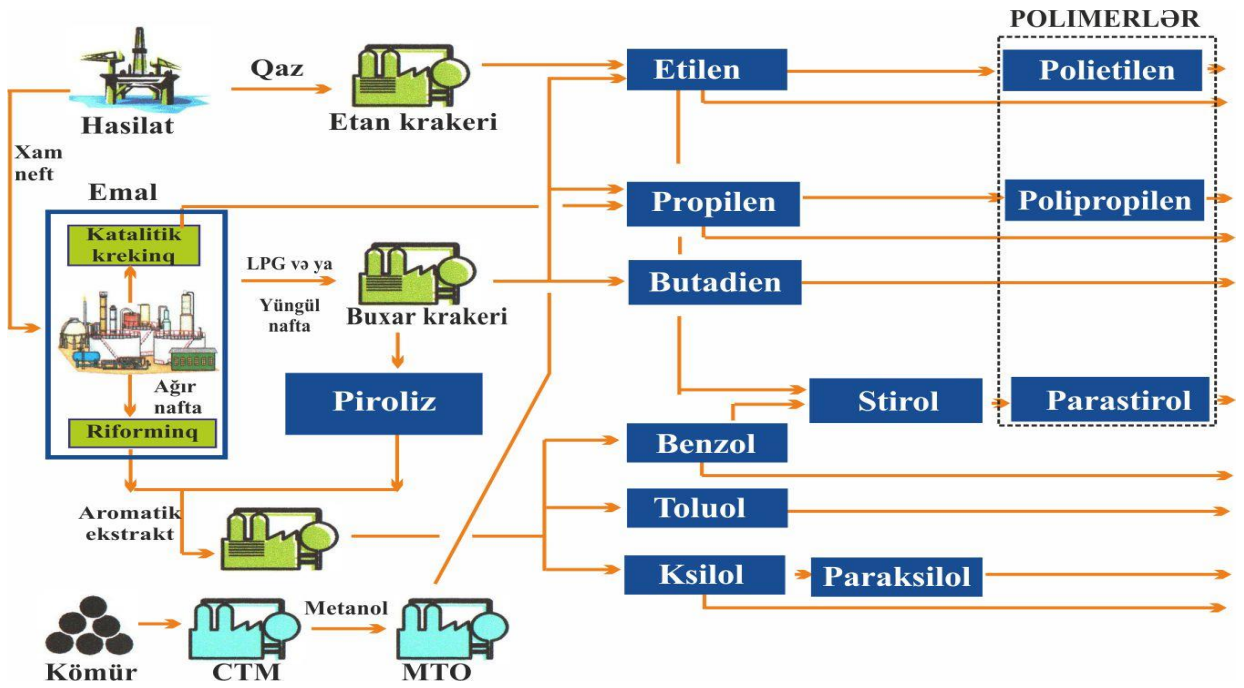 POLIMERLƏR
Qaz
Etilen
Polietilen
Hasilat
Etan krakeri
Xam
neft
Emal
Katalitik
krekinq
Propilen
Polipropilen
LPG və ya
Yüngül
nafta
Buxar krakeri
Butadien
Ağır
nafta
Riforminq
Piroliz
Stirol
Parastirol
Benzol
Aromatik
ekstrakt
Toluol
Ksilol
Paraksilol
Metanol
Kömür
CTM
MTO